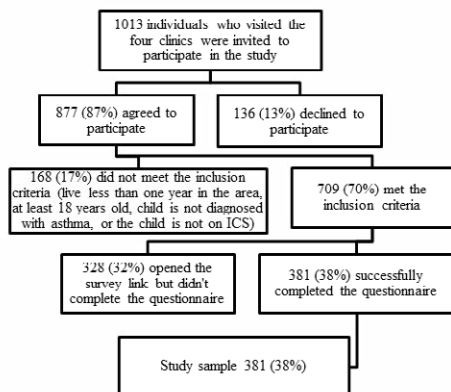 1013 individuals who visited the
four clinics were invited to
participate in the study
877 (87%) agreed to
participate
136 (13%) declined to
participate
168 (17%) did not meet the inclusion
criteria (live less than one year in the area,
at least 18 years old, child is not diagnosed
with asthma, or the child is not on ICS)
709 (70%) met the
inclusion criteria
328 (32%) opened the
survey link but didn't
complete the questionnaire
381 (38%) successfully
completed the questionnaire
Study sample 381 (38%)